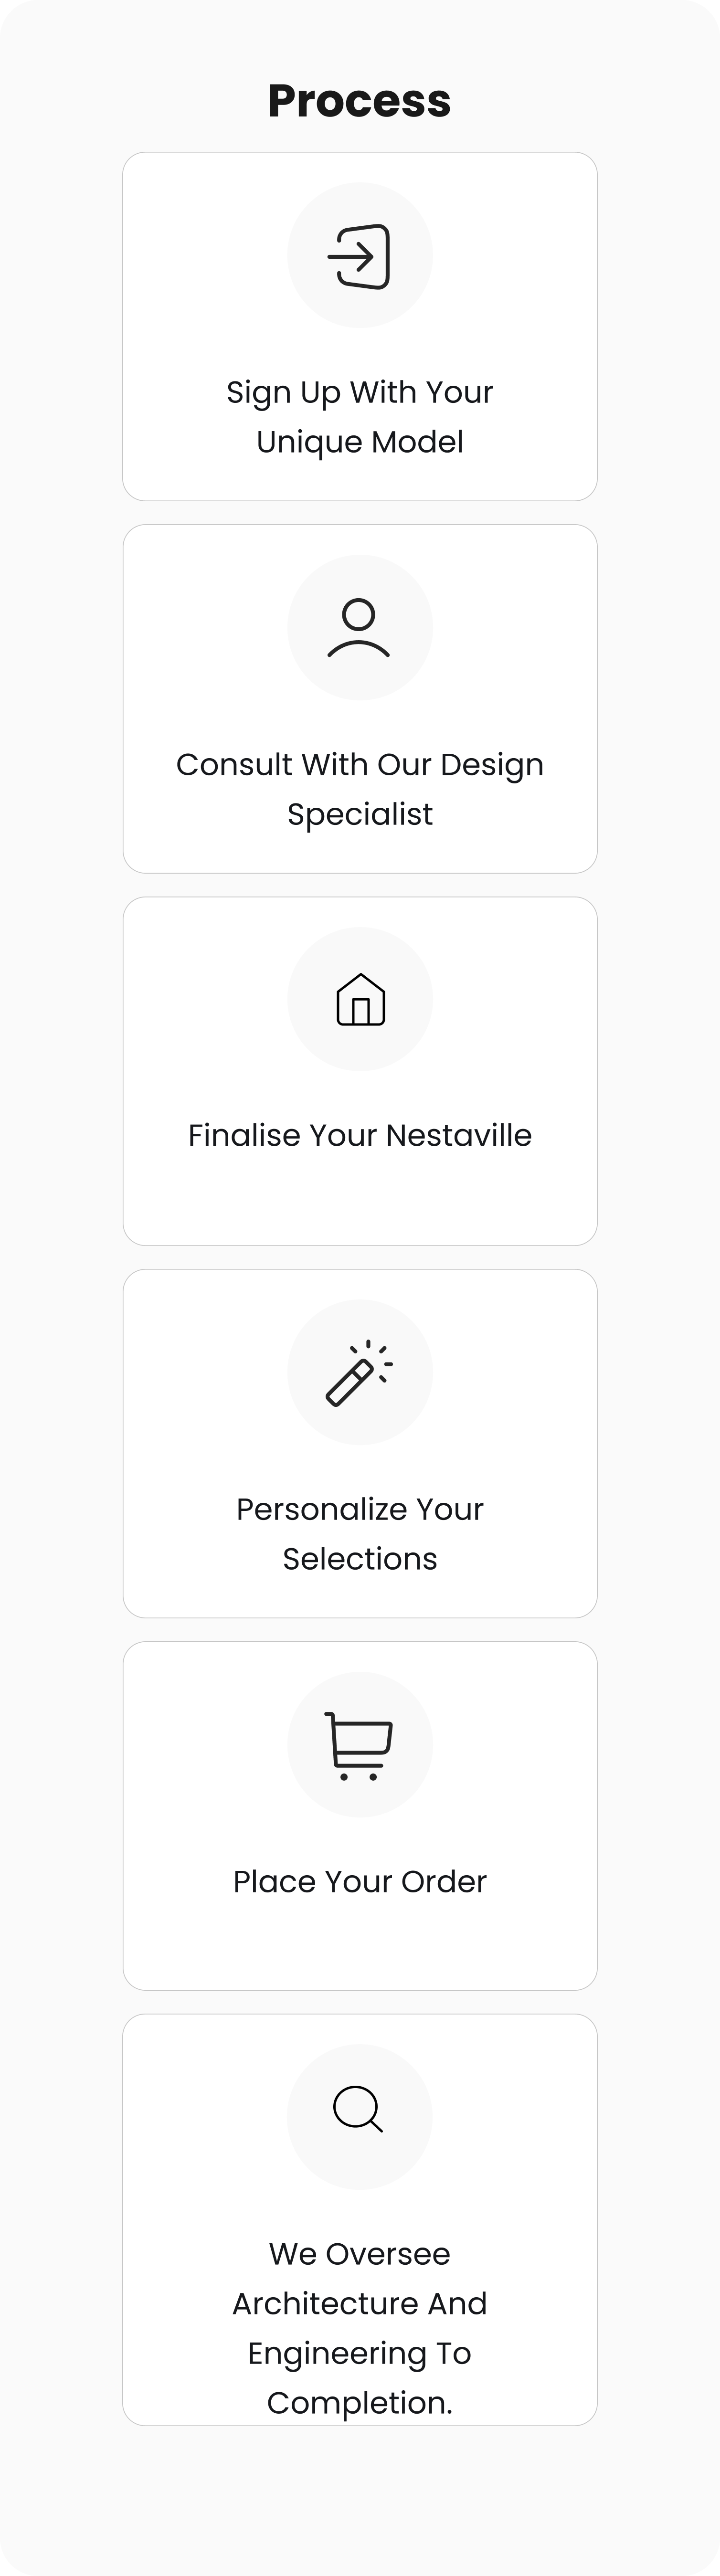 Process
Sign Up With Your
Unique Model
Consult With Our Design
Specialist
Finalise Your Nestaville
Personalize Your
Selections
Place Your Order
We Oversee
Architecture And
Engineering To
Completion.